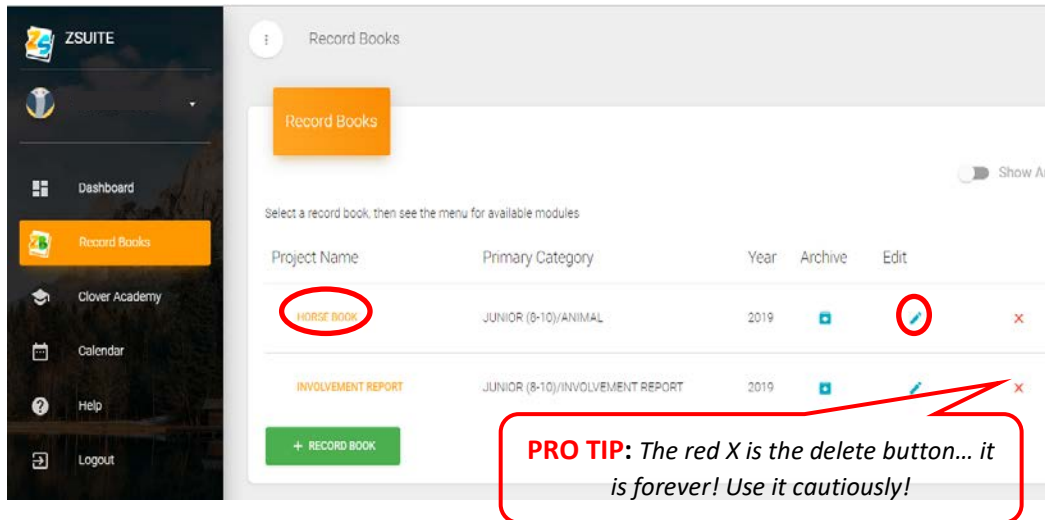 ZSUITE
Record Books
Record Books
Dashboard
Show
Select a record book, then see the menu for available modules
Record Books
Project Name Primary Category Year Archive Edit
Clover Academy
HORSE BOOK JUNIOR (8-10)/ANIMAL 2019 X
Calendar
INVOLVEMENT REPORT JUNIOR (8-10)/INVOLVEMENT REPORT 2019 X
Help
+ RECORD BOOK
Logout
PRO TIP: The red X is the delete button... it
is forever! Use it cautiously!